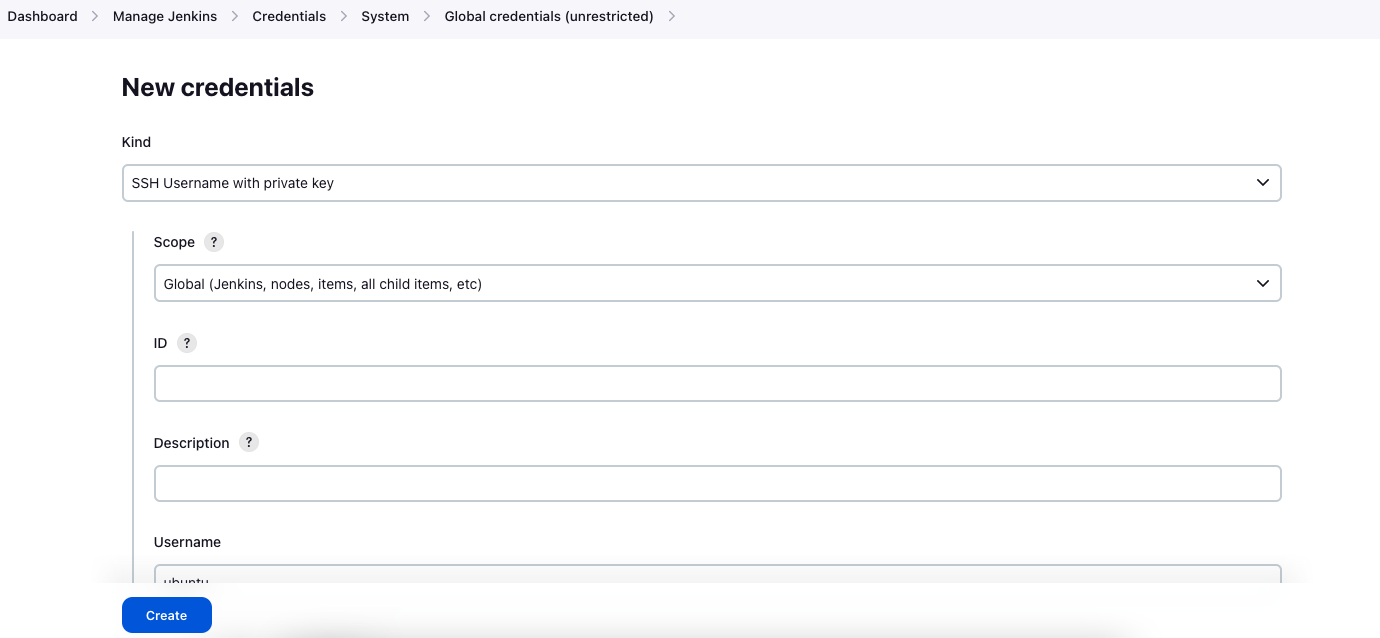 Dashboard > Manage Jenkins > Credentials > System > Global credentials (unrestricted) >
New credentials
Kind
SSH Username with private key
Scope ?
Global (Jenkins, nodes, items, all child items, etc)
ID ?
Description ?
Username
ubuntu
Create